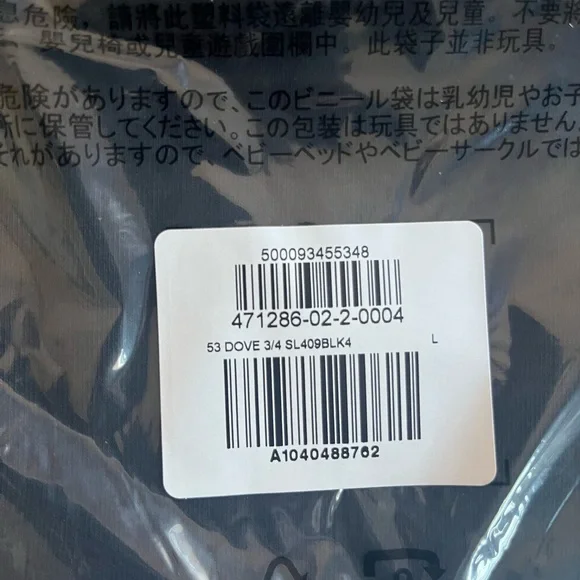 危險，請將此塑料袋遠離嬰幼兒及兒童。不要將
嬰兒椅或兒童遊戲圍欄中。此袋子並非玩具。
危険がありますので、このビニール袋は乳幼児やお子
所に保管してください。この包装は玩具ではありません
それがありますので、ベビーベッドやベビーサークルでは
500093455348
471286-02-2-0004
53 DOVE 3/4 SL409BLK4 L
A1040488762